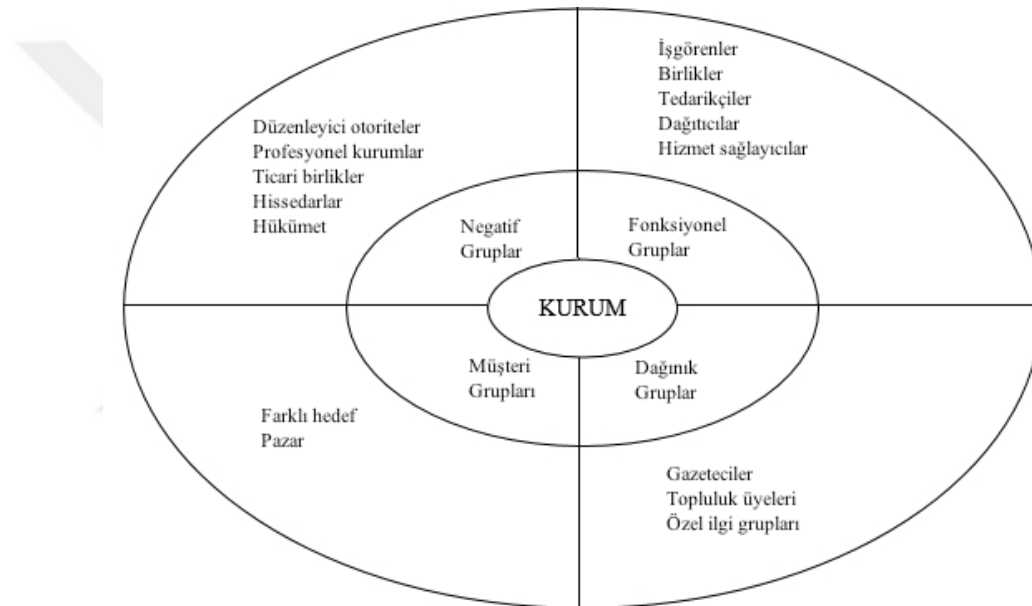 Düzenleyici otoriteler
Profesyonel kurumlar
Ticari birlikler
Hissedarlar
Hükümet
İşgörenler
Birlikler
Tedarikçiler
Dağıtıcılar
Hizmet sağlayıcılar
Negatif
Gruplar
Fonksiyonel
Gruplar
KURUM
Müşteri
Grupları
Dağınık
Gruplar
Farklı hedef
Pazar
Gazeteciler
Topluluk üyeleri
Özel ilgi grupları